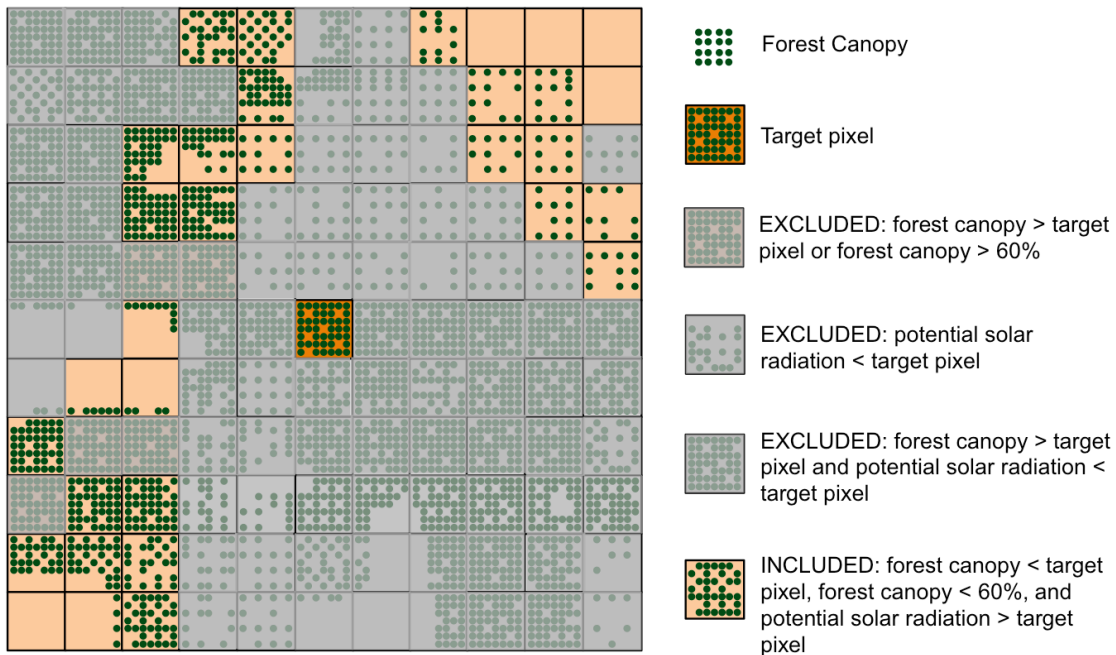 Forest Canopy
Target pixel
EXCLUDED: forest canopy > target
pixel or forest canopy > 60%
EXCLUDED: potential solar
radiation < target pixel
EXCLUDED: forest canopy > target
pixel and potential solar radiation <
target pixel
INCLUDED: forest canopy < target
pixel, forest canopy < 60%, and
potential solar radiation > target
pixel